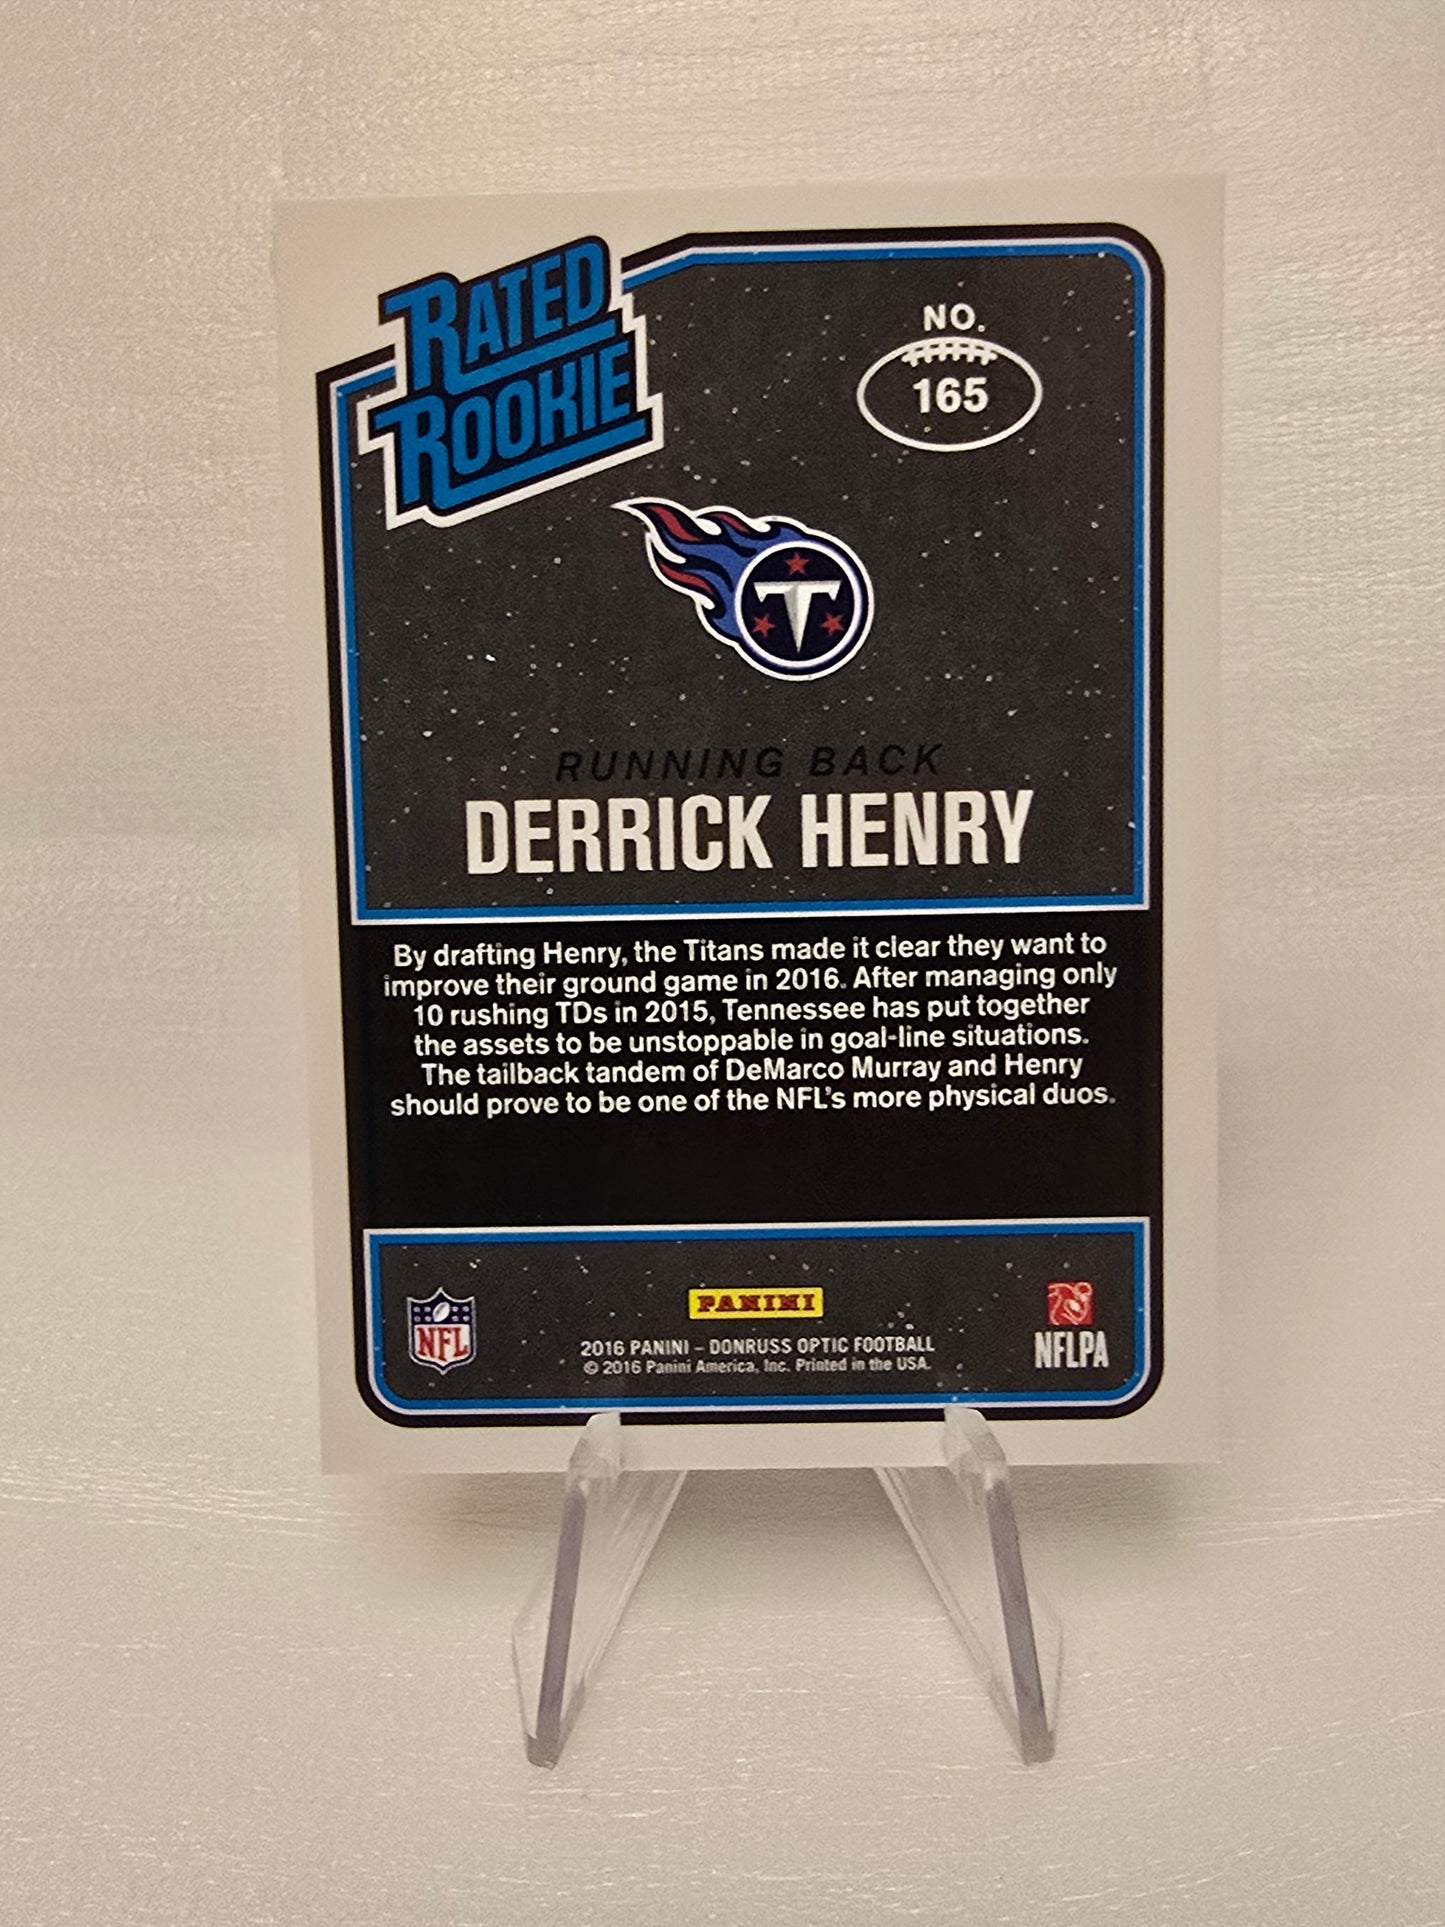 RATED
ROOKIE
NO.
165
T
RUNNING BACK
DERRICK HENRY
By drafting Henry, the Titans made it clear they want to
improve their ground game in 2016. After managing only
10 rushing TDs in 2015, Tennessee has put together
the assets to be unstoppable in goal-line situations.
The tailback tandem of DeMarco Murray and Henry
should prove to be one of the NFL's more physical duos.
NFL
PANINI
2016 PANINI – DONRUSS OPTIC FOOTBALL
© 2016 Panini America, Inc. Printed in the USA.
NFLPA